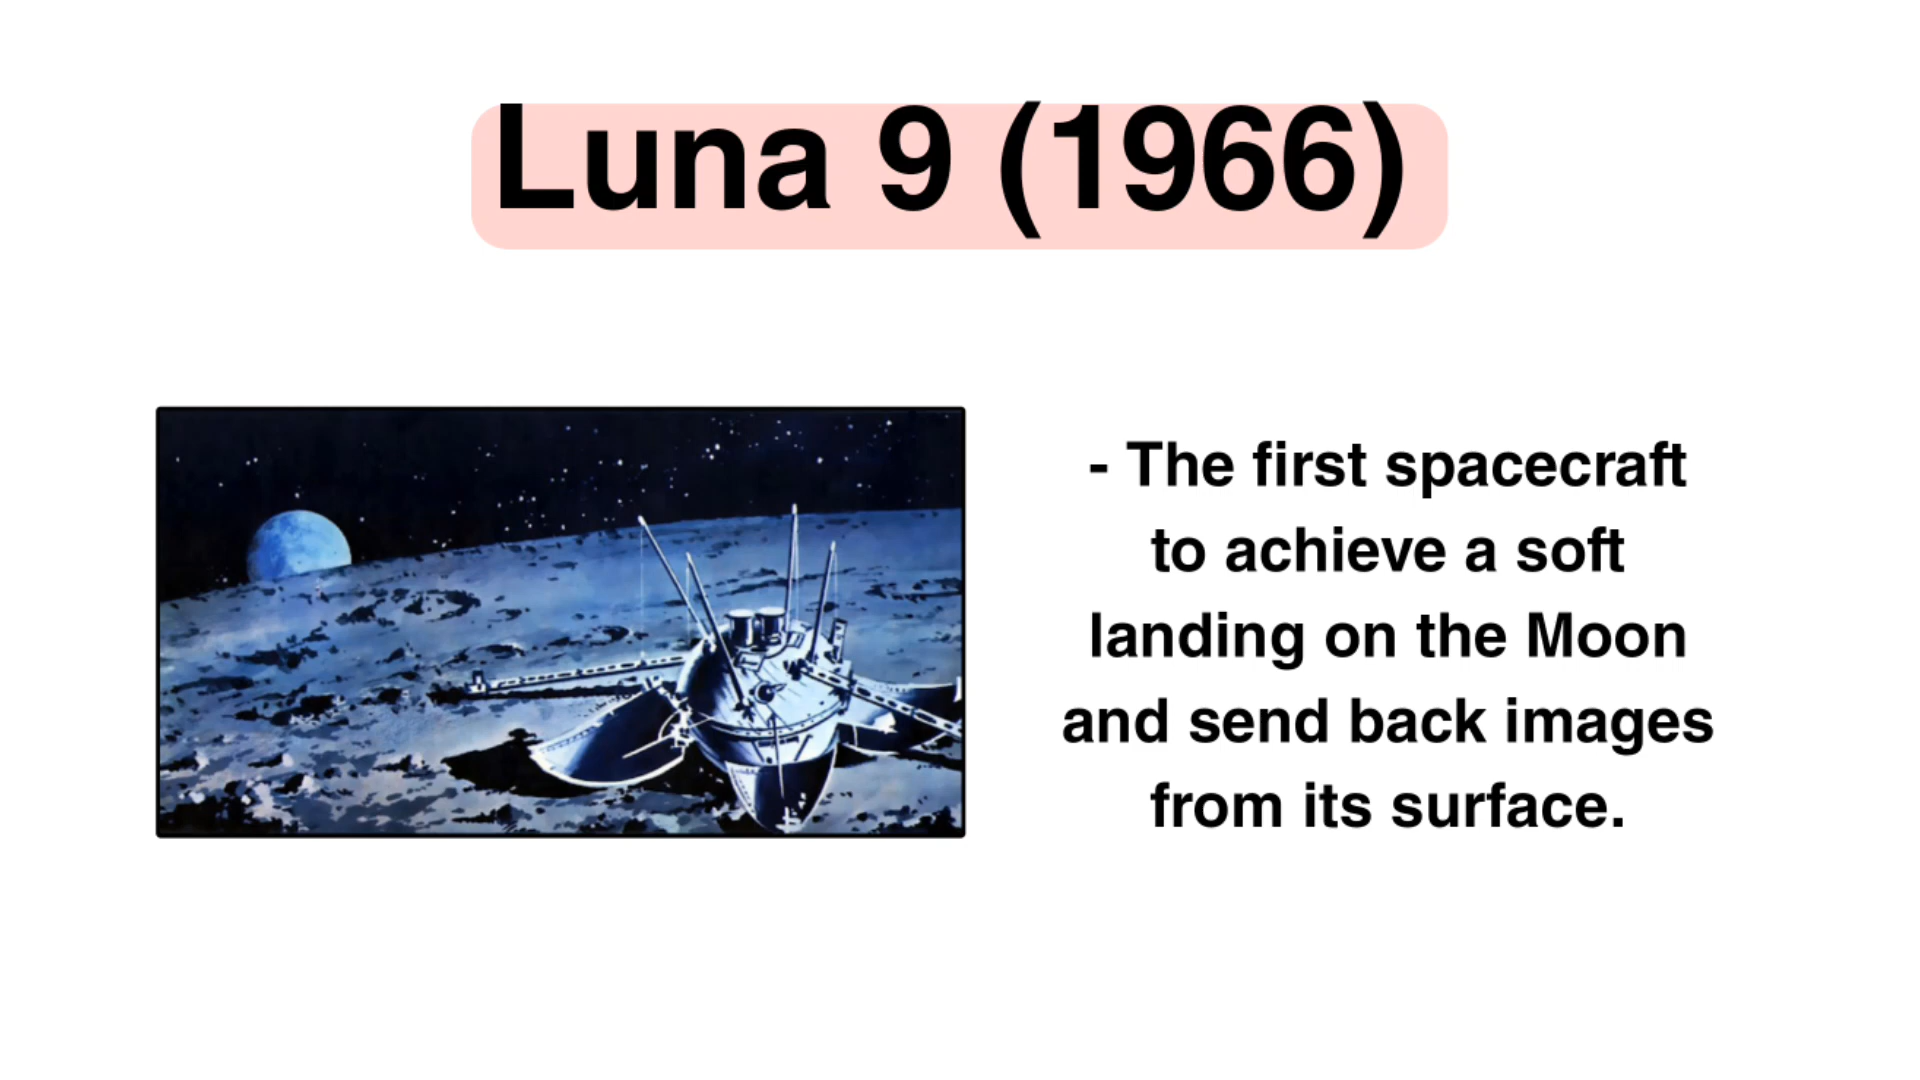 Luna 9 (1966)
- The first spacecraft
to achieve a soft
landing on the Moon
and send back images
from its surface.